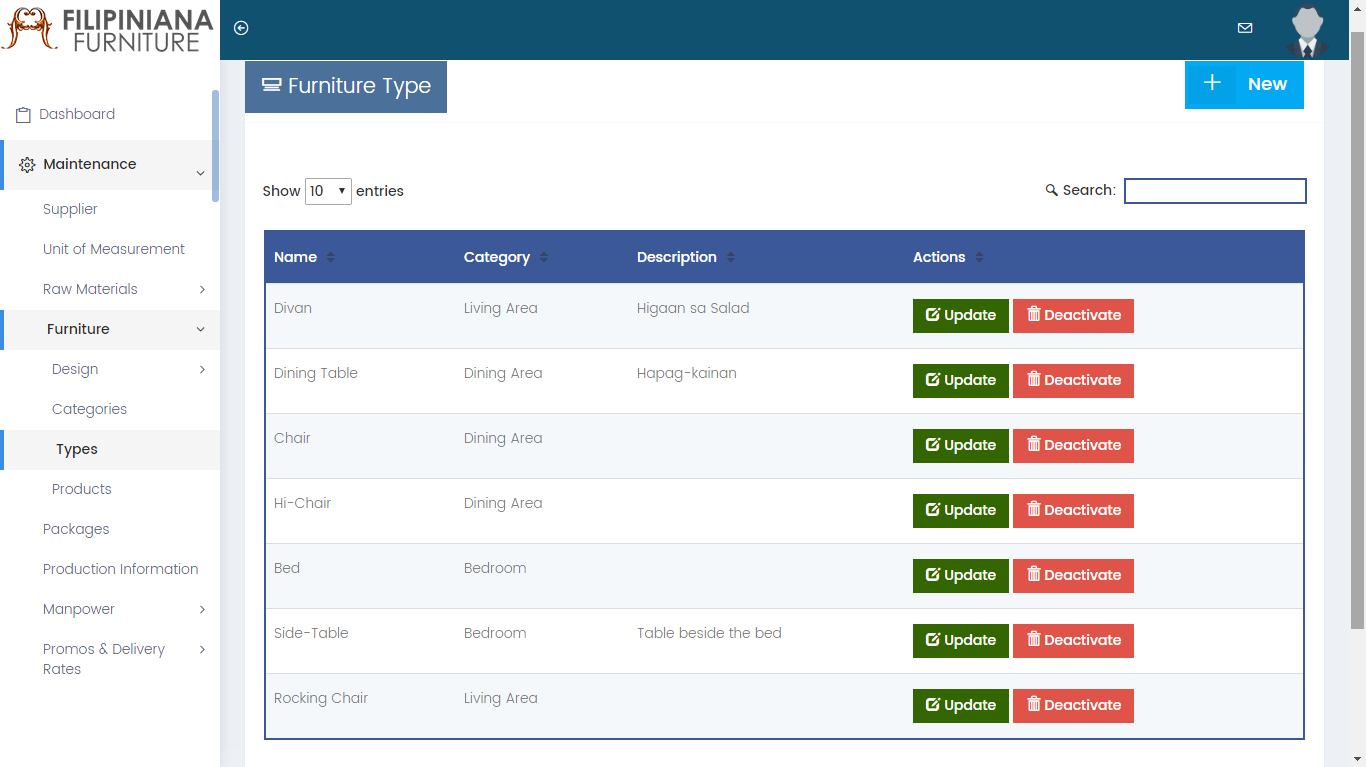 FILIPINIANA
FURNITURE
Dashboard
Maintenance
Supplier
Unit of Measurement
Raw Materials
Furniture
Design
Categories
Types
Products
Packages
Production Information
Manpower
Promos & Delivery
Rates
Furniture Type
New
Show 10 entries
Search:
Name Category Description Actions
Divan Living Area Higaan sa Salad Update Deactivate
Dining Table Dining Area Hapag-kainan Update Deactivate
Chair Dining Area Update Deactivate
Hi-Chair Dining Area Update Deactivate
Bed Bedroom Update Deactivate
Side-Table Bedroom Table beside the bed Update Deactivate
Rocking Chair Living Area Update Deactivate